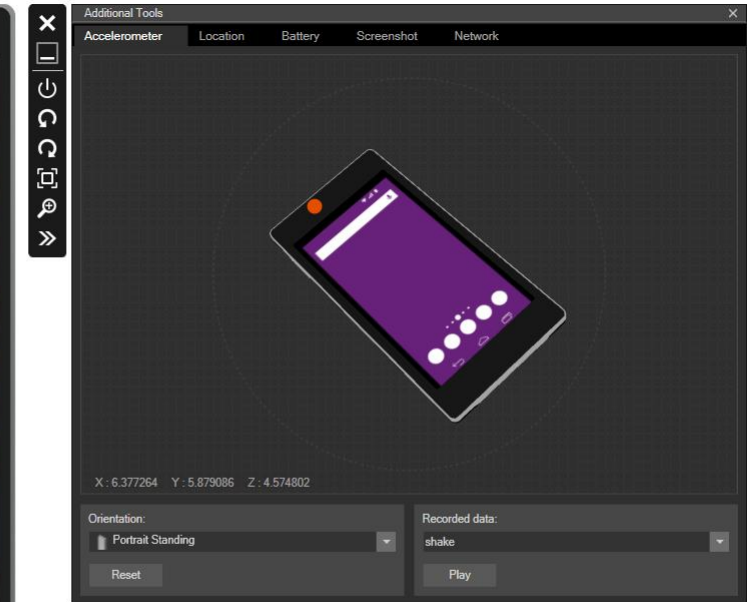 Additional Tools
Accelerometer Location Battery Screenshot Network
X : 6.377264 Y : 5.879086 Z : 4.574802
Orientation:
Portrait Standing
Reset
Recorded data:
shake
Play